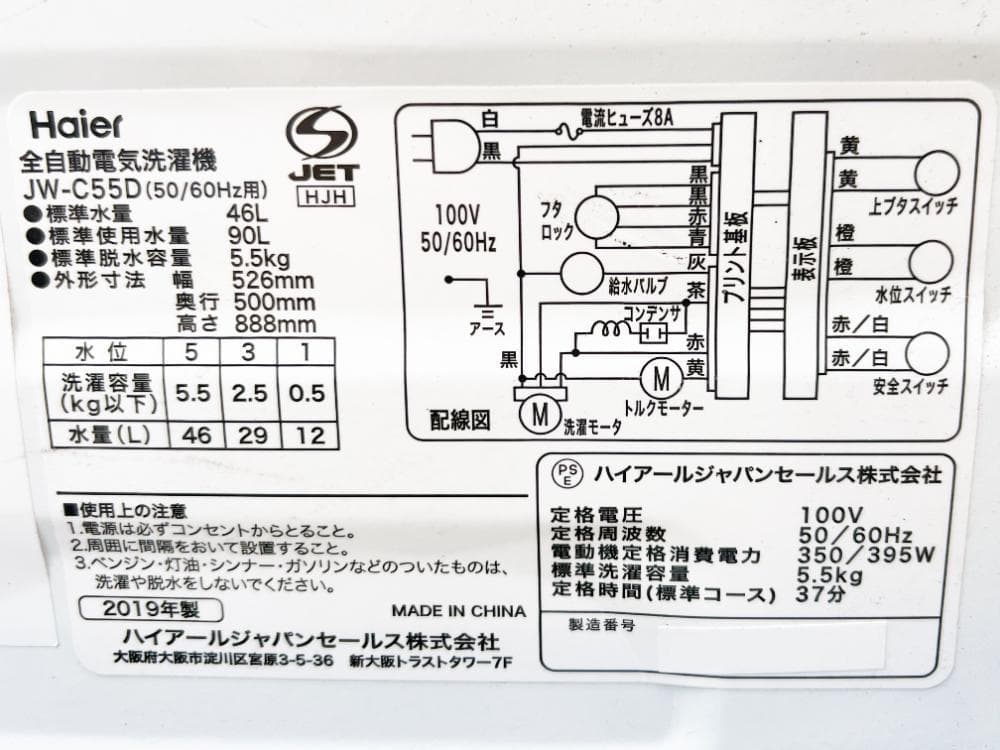 Haier
全自動電気洗濯機
JW-C55D(50/60Hz用)
●標準水量 46L
●標準使用水量 90L
●標準脱水容量 5.5kg
●外形寸法 幅 526mm
奥行 500mm
高さ 888mm
S
JET
HJH
水位 5 3 1
洗濯容量(kg以下) 5.5 2.5 0.5
水量(L) 46 29 12
白
電流ヒューズ8A
黒
100V
50/60Hz
アース
フタ
ロック
黒
黒
赤
青
灰
給水バルブ
茶
コンデンサ
赤
黒
黄
M
トルクモーター
M
洗濯モータ
配線図
プリント基板
表示板
黄
黄
上ブタスイッチ
橙
橙
水位スイッチ
赤/白
赤/白
安全スイッチ
■使用上の注意
1.電源は必ずコンセントからとること。
2.周囲に間隔をおいて設置すること。
3.ベンジン・灯油・シンナー・ガソリンなどのついたものは、
洗濯や脱水をしないでください。
2019年製
MADE IN CHINA
ハイアールジャパンセールス株式会社
大阪府大阪市淀川区宮原3-5-36 新大阪トラストタワー7F
PS
E
ハイアールジャパンセールス株式会社
定格電圧 100V
定格周波数 50/60Hz
電動機定格消費電力 350/395W
標準洗濯容量 5.5kg
定格時間(標準コース) 37分
製造番号